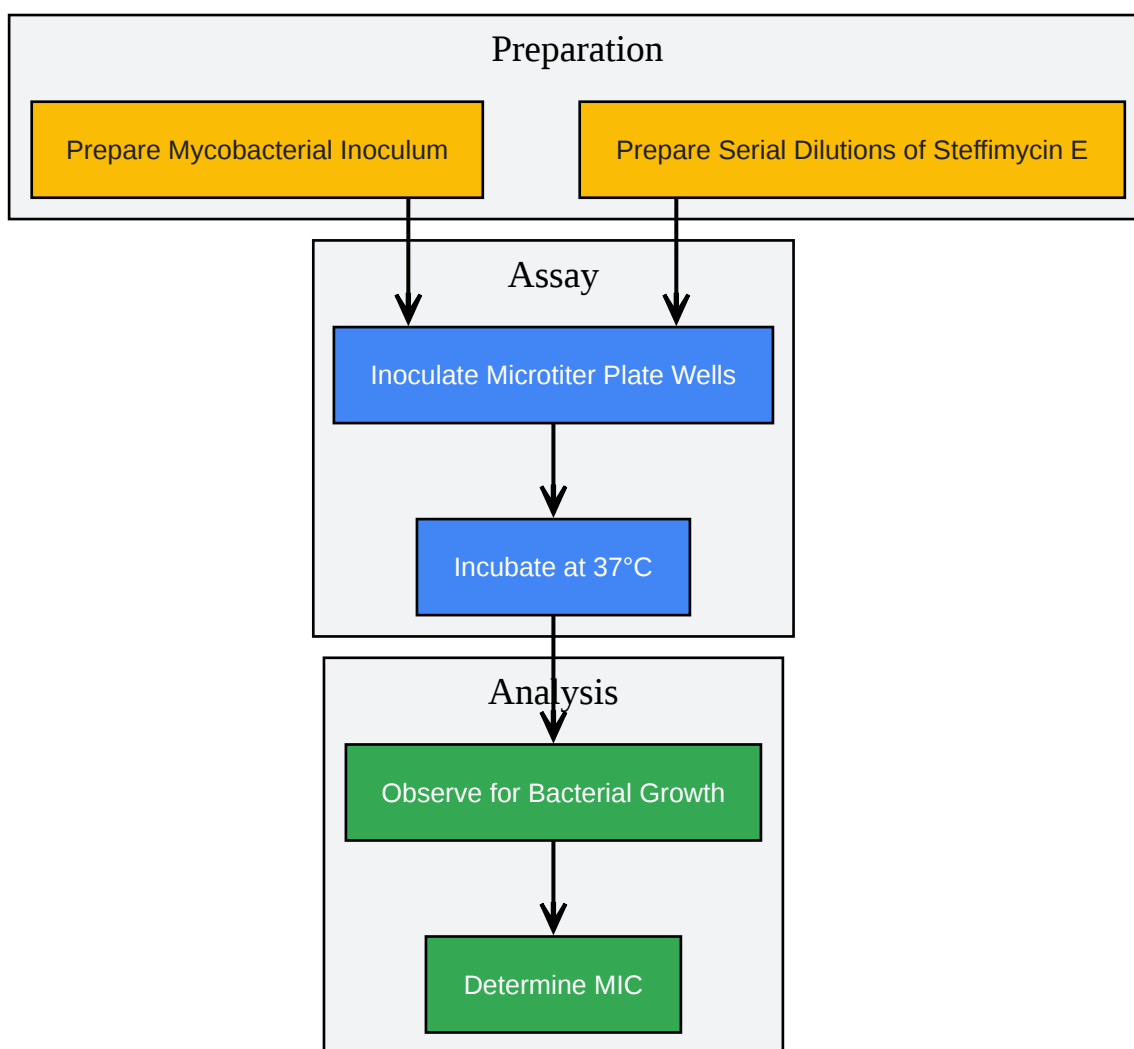 Preparation
Prepare Mycobacterial Inoculum
Prepare Serial Dilutions of Steffimycin E
Assay
Inoculate Microtiter Plate Wells
Incubate at 37°C
Analysis
Observe for Bacterial Growth
Determine MIC